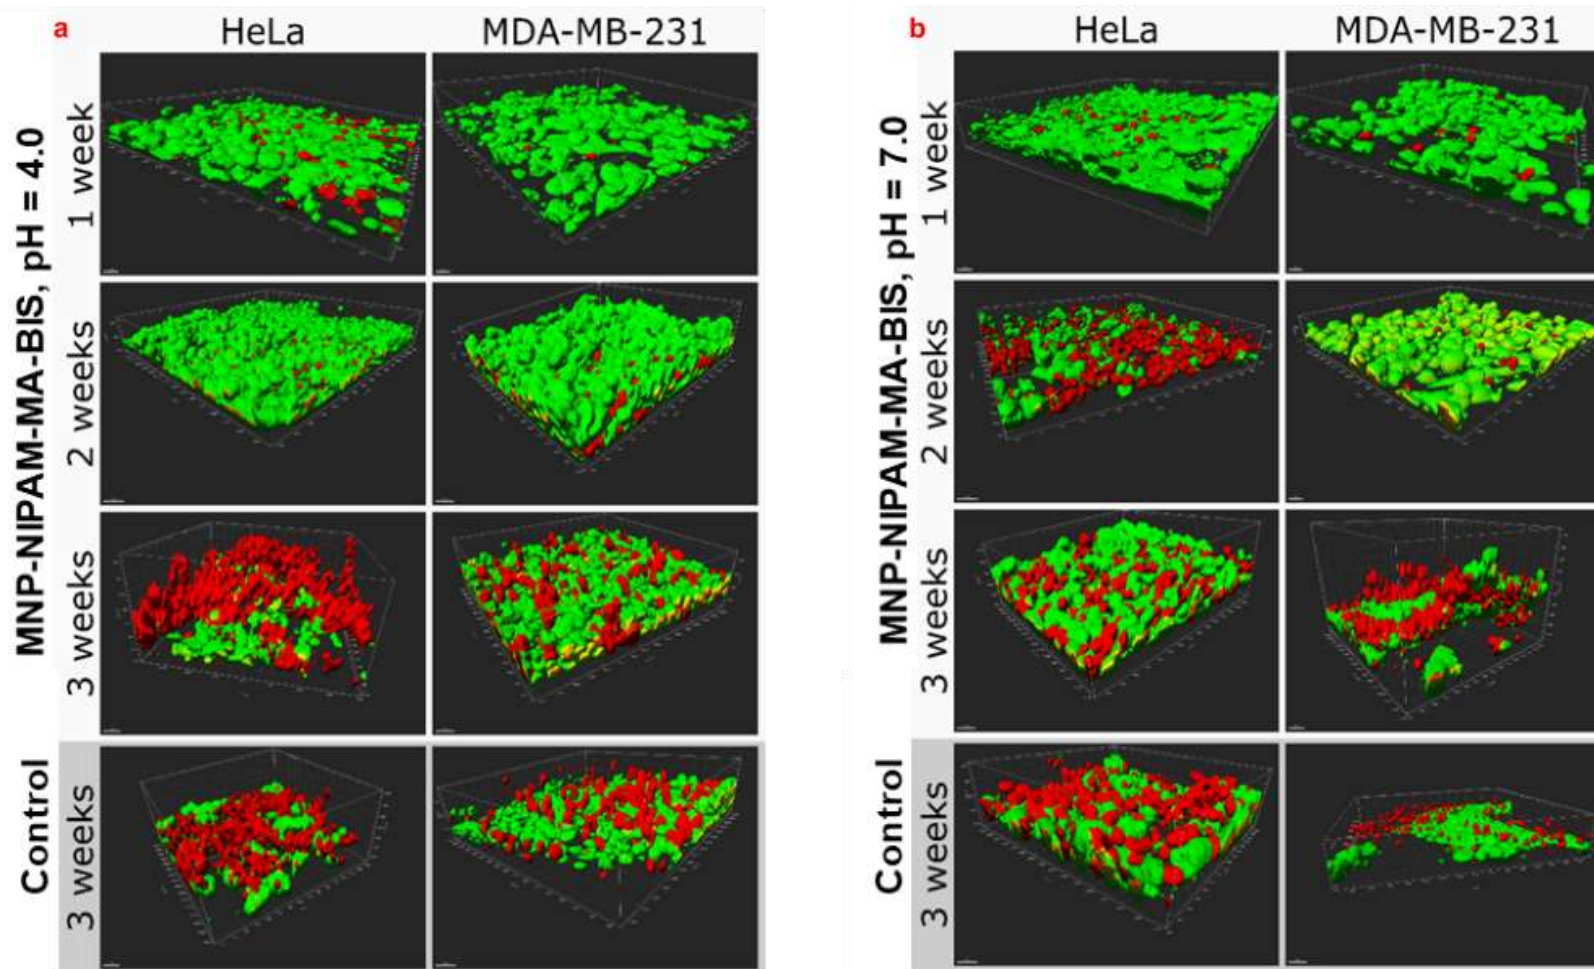 a
HeLa
MDA-MB-231
MNP-NIPAM-MA-BIS, pH = 4.0
1 week
2 weeks
3 weeks
Control
3 weeks
b
HeLa
MDA-MB-231
MNP-NIPAM-MA-BIS, pH = 7.0
1 week
2 weeks
3 weeks
Control
3 weeks